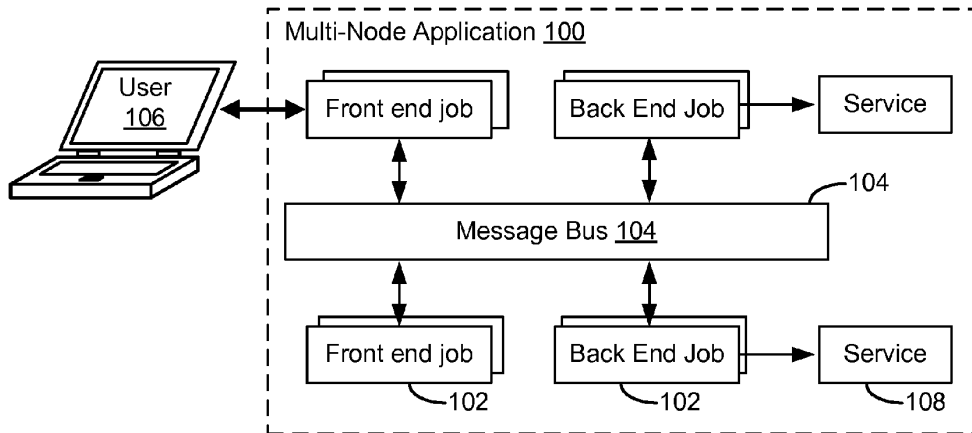 Multi-Node Application 100
User
106
Front end job
Back End Job
Service
104
Message Bus 104
Front end job
Back End Job
Service
102
102
108